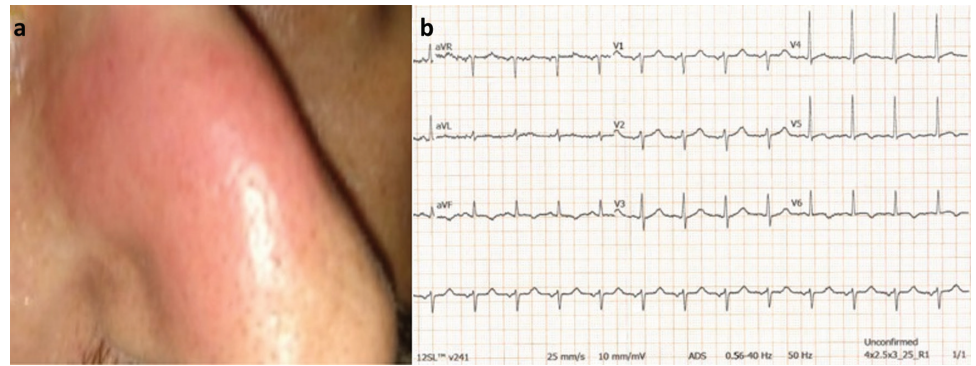 a
b
aVR
V1
V4
aVL
V2
V5
aVF
V3
V6
Unconfirmed
12SL™ v241 25 mm/s 10 mm/mV ADS 0.56-40 Hz 50 Hz 4x2.5x3_25_R1 1/1